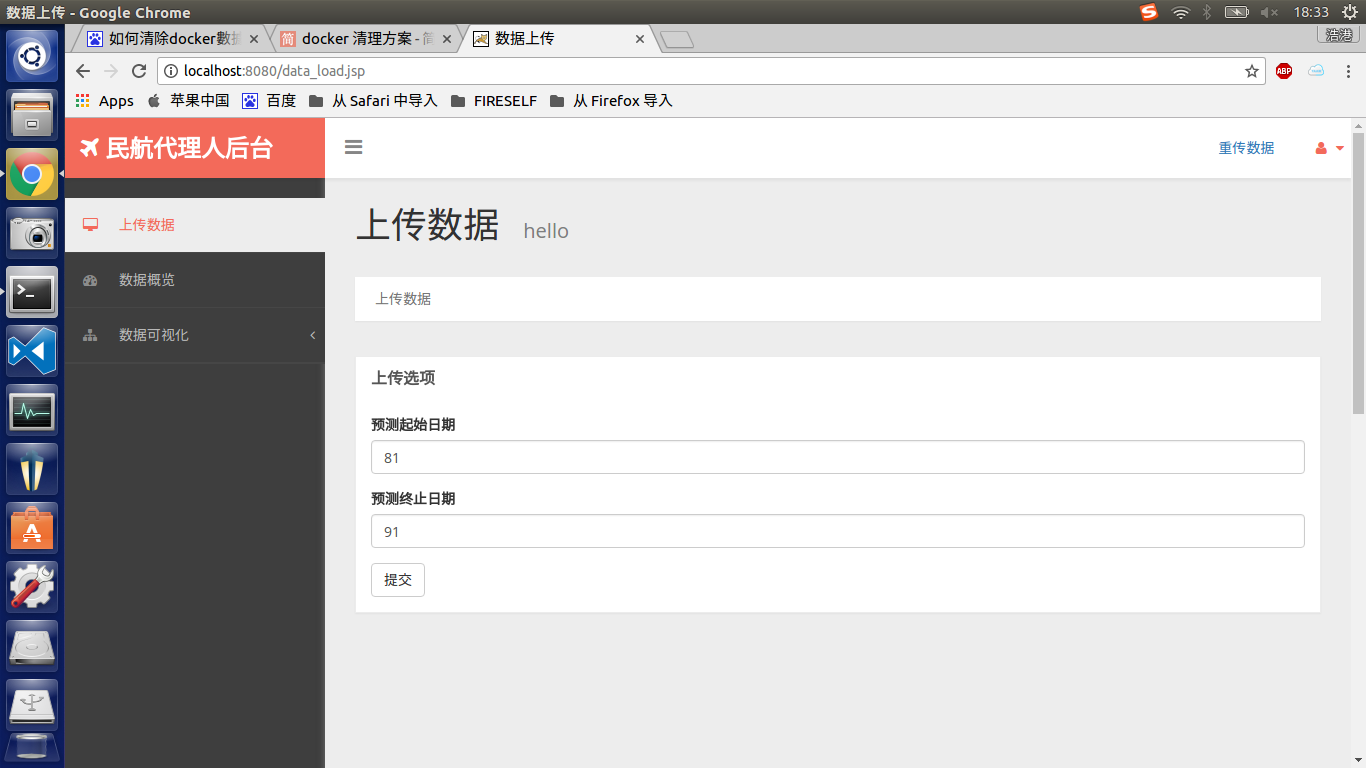 数据上传 - Google Chrome
18:33
如何清除docker數
docker 清理方案 - 
数据上传
浩港
localhost:8080/data_load.jsp
ABP
Apps
苹果中国
百度
从 Safari 中导入
FIRESELF
从 Firefox 导入
民航代理人后台
重传数据
上传数据
数据概览
数据可视化
上传数据 hello
上传数据
上传选项
预测起始日期
81
预测终止日期
91
提交